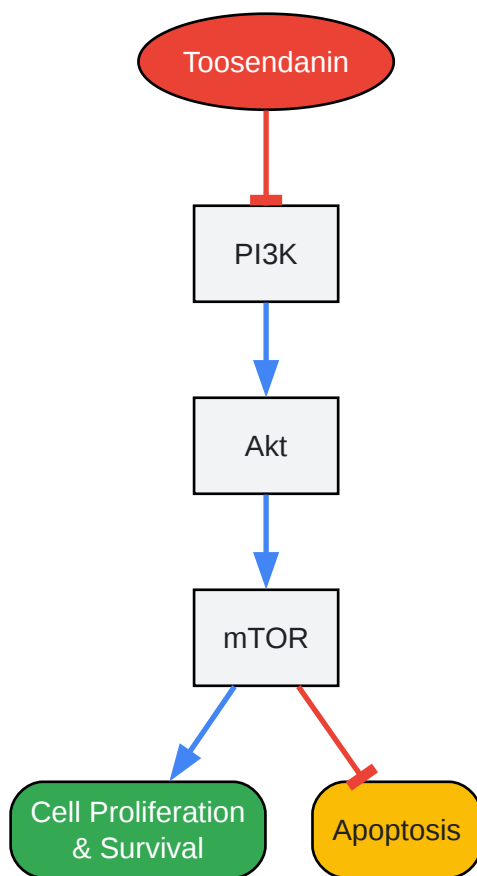 Toosendanin
PI3K
Akt
mTOR
Cell Proliferation
& Survival
Apoptosis